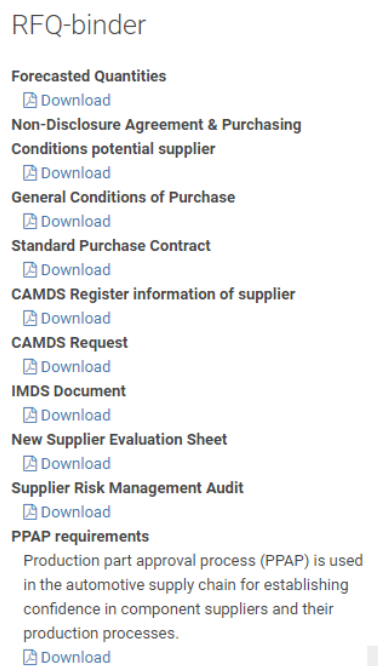 RFQ-binder
Forecasted Quantities
Download
Non-Disclosure Agreement & Purchasing
Conditions potential supplier
Download
General Conditions of Purchase
Download
Standard Purchase Contract
Download
CAMDS Register information of supplier
Download
CAMDS Request
Download
IMDS Document
Download
New Supplier Evaluation Sheet
Download
Supplier Risk Management Audit
Download
PPAP requirements
Production part approval process (PPAP) is used
in the automotive supply chain for establishing
confidence in component suppliers and their
production processes.
Download